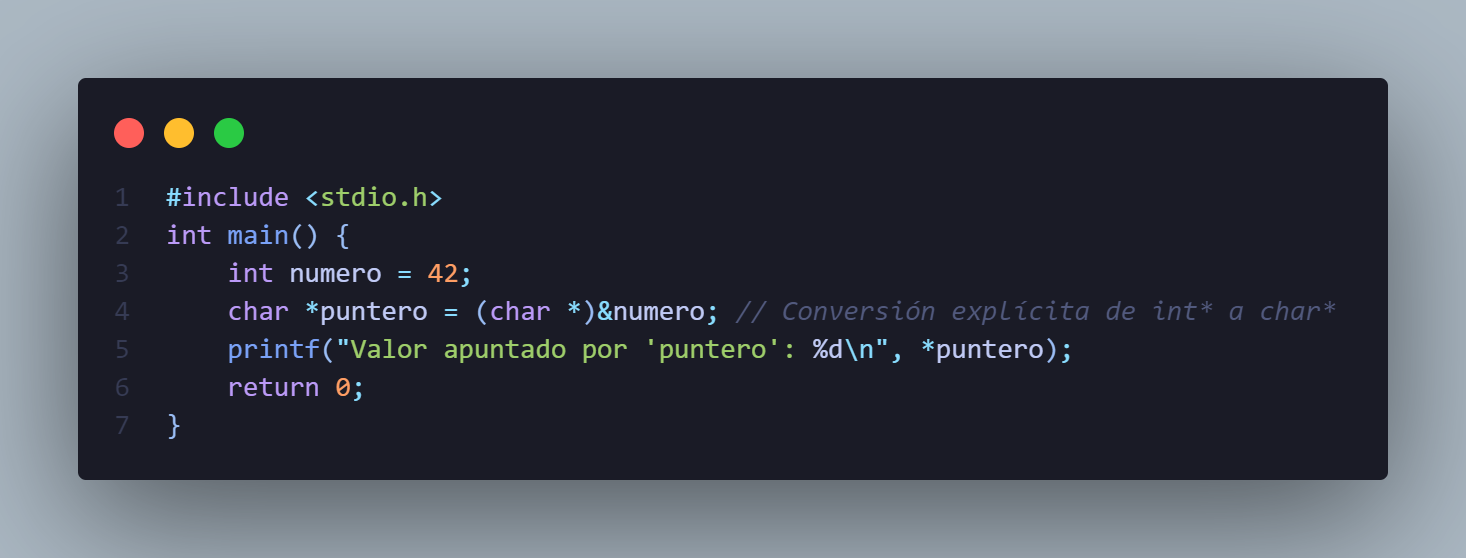 1 #include <stdio.h>
2 int main() {
3     int numero = 42;
4     char *puntero = (char *)&numero; // Conversión explícita de int* a char*
5     printf("Valor apuntado por 'puntero': %d\n", *puntero);
6     return 0;
7 }